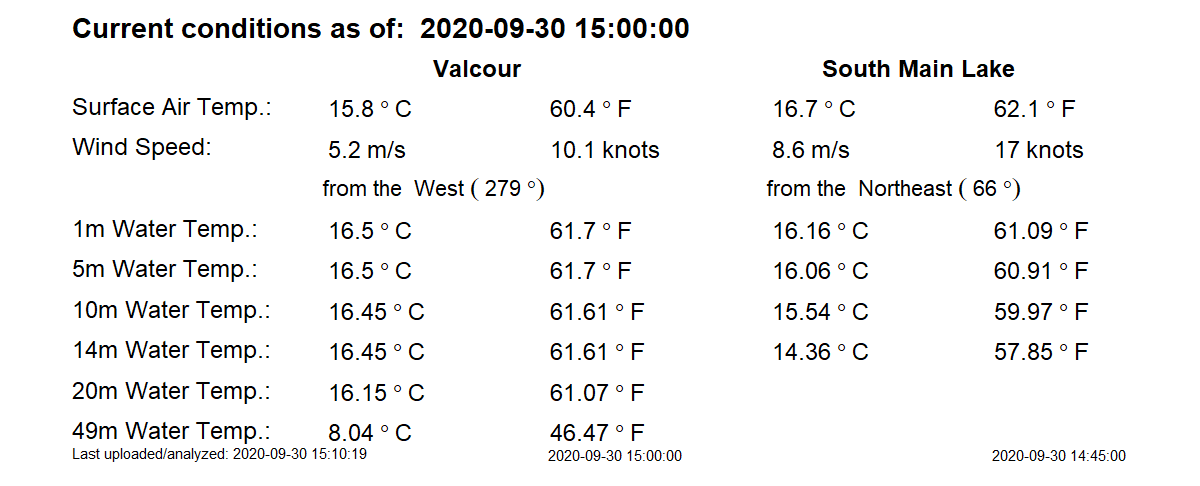 Current conditions as of: 2020-09-30 15:00:00
Valcour South Main Lake
Surface Air Temp.: 15.8 ° C 60.4 ° F 16.7 ° C 62.1 ° F
Wind Speed: 5.2 m/s 10.1 knots 8.6 m/s 17 knots
from the West ( 279 °) from the Northeast ( 66 °)
1m Water Temp.: 16.5 ° C 61.7 ° F 16.16 ° C 61.09 ° F
5m Water Temp.: 16.5 ° C 61.7 ° F 16.06 ° C 60.91 ° F
10m Water Temp.: 16.45 ° C 61.61 ° F 15.54 ° C 59.97 ° F
14m Water Temp.: 16.45 ° C 61.61 ° F 14.36 ° C 57.85 ° F
20m Water Temp.: 16.15 ° C 61.07 ° F
49m Water Temp.: 8.04 ° C 46.47 ° F
Last uploaded/analyzed: 2020-09-30 15:10:19 2020-09-30 15:00:00 2020-09-30 14:45:00